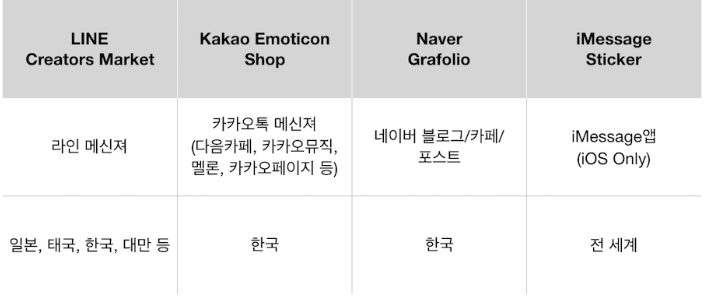 LINE
Creators Market
Kakao Emoticon
Shop
Naver
Grafolio
iMessage
Sticker
라인 메신져
카카오톡 메신져
(다음카페, 카카오뮤직,
멜론, 카카오페이지 등)
네이버 블로그/카페/
포스트
iMessage앱
(iOS Only)
일본, 태국, 한국, 대만 등
한국
한국
전 세계